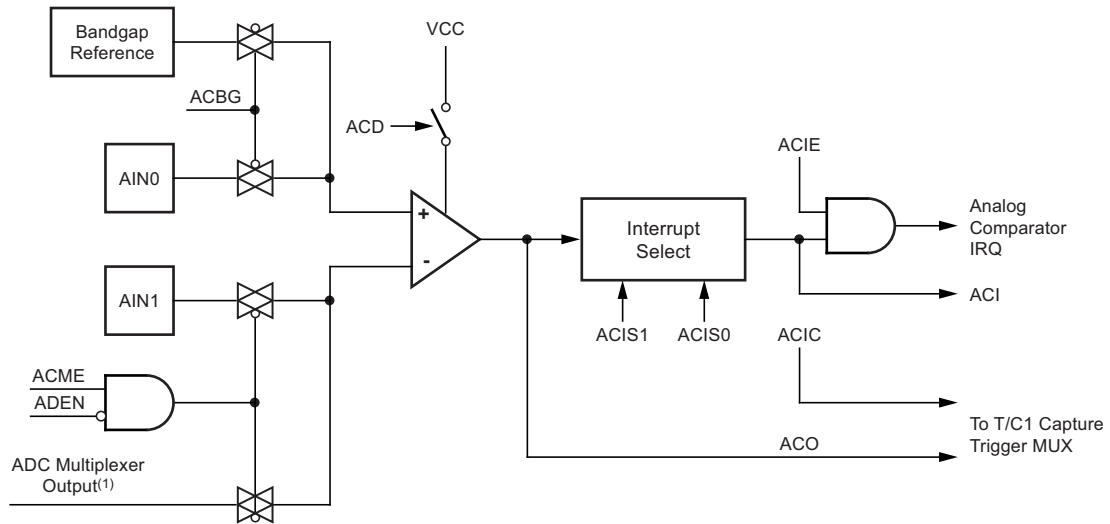 Bandgap
Reference
VCC
ACBG
ACD
AIN0
ACIE
+
-
Interrupt
Select
Analog
Comparator
IRQ
AIN1
ACI
ACIS1
ACIS0
ACIC
ACME
ADEN
To T/C1 Capture
Trigger MUX
ACO
ADC Multiplexer
Output(1)